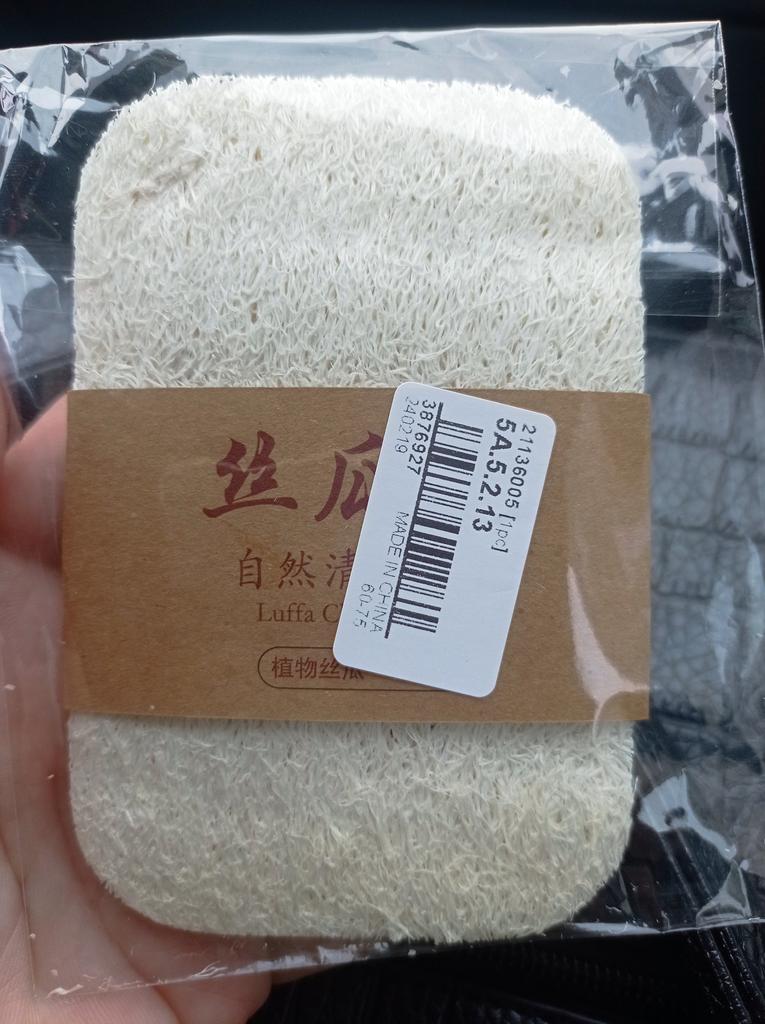 丝瓜
自然清
Luffa C
植物丝瓜
21136005 [1pc]
5A.5.2.13
3876927
240219
MADE IN CHINA
60-75